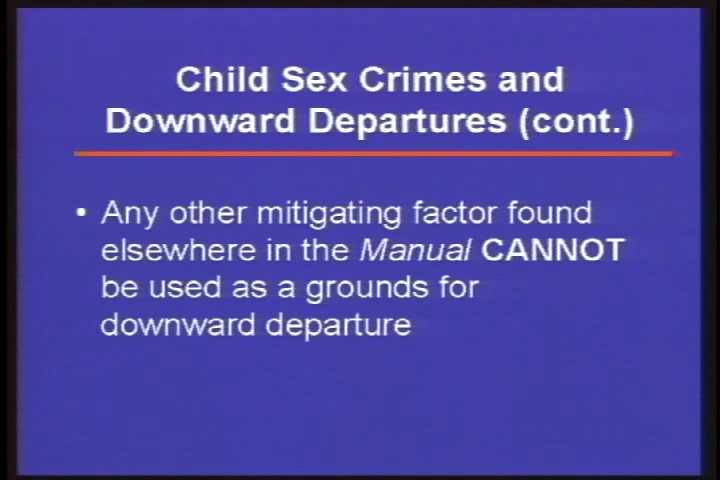 Child Sex Crimes and
Downward Departures (cont.)
• Any other mitigating factor found
elsewhere in the Manual CANNOT
be used as a grounds for
downward departure